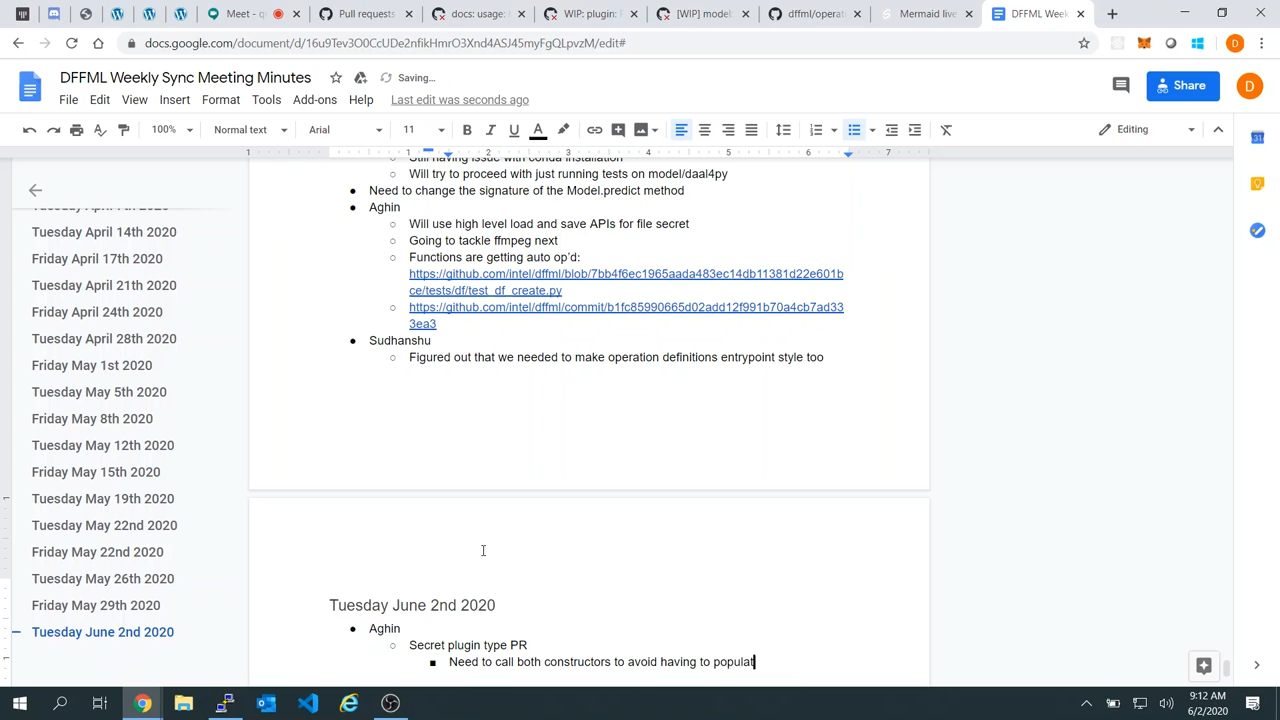 Meet - q
Pull requests
docs: usage:
WIP: plugin: F
[WIP] model
dffml/operat
Mermaid live
DFFML Week
docs.google.com/document/d/16u9Tev3O0CcUDe2nfikHmrO3Xnd4ASJ45myFgQLpvzM/edit#
D
DFFML Weekly Sync Meeting Minutes
Saving...
Share
D
File Edit View Insert Format Tools Add-ons Help Last edit was seconds ago
100% Normal text Arial 11 B I U A Editing
1 1 2 3 4 5 6 7
Still having issue with conda installation
Will try to proceed with just running tests on model/daal4py
Need to change the signature of the Model.predict method
Aghin
Will use high level load and save APIs for file secret
Going to tackle ffmpeg next
Functions are getting auto op'd:
https://github.com/intel/dffml/blob/7bb4f6ec1965aada483ec14db11381d22e601b
ce/tests/df/test_df_create.py
https://github.com/intel/dffml/commit/b1fc85990665d02add12f991b70a4cb7ad33
3ea3
Sudhanshu
Figured out that we needed to make operation definitions entrypoint style too
Tuesday June 2nd 2020
Aghin
Secret plugin type PR
Need to call both constructors to avoid having to populat
Tuesday April 14th 2020
Friday April 17th 2020
Tuesday April 21th 2020
Friday April 24th 2020
Tuesday April 28th 2020
Friday May 1st 2020
Tuesday May 5th 2020
Friday May 8th 2020
Tuesday May 12th 2020
Friday May 15th 2020
Tuesday May 19th 2020
Tuesday May 22nd 2020
Friday May 22nd 2020
Tuesday May 26th 2020
Friday May 29th 2020
Tuesday June 2nd 2020
9:12 AM
6/2/2020